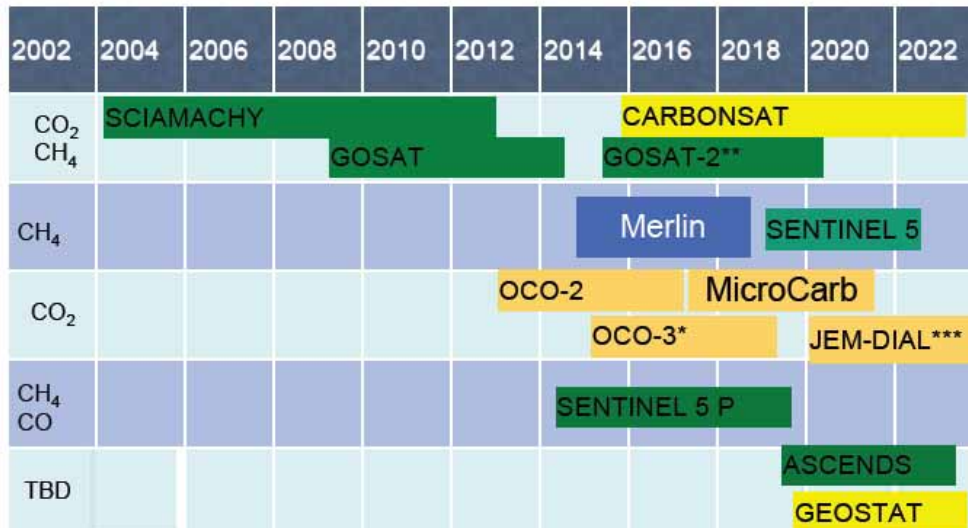 2002 2004 2006 2008 2010 2012 2014 2016 2018 2020 2022
CO₂ SCIAMACHY CARBONSAT
CH₄ GOSAT GOSAT-2**
CH₄ Merlin SENTINEL 5
CO₂ OCO-2 MicroCarb
OCO-3* JEM-DIAL***
CH₄
CO SENTINEL 5 P
TBD ASCENDS
GEOSTAT